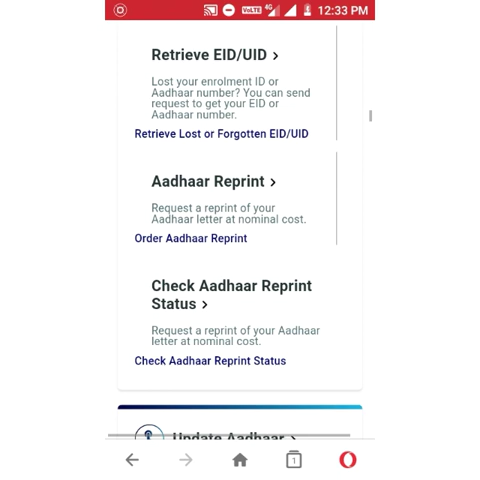 VoLTE 4G 12:33 PM
Retrieve EID/UID >
Lost your enrolment ID or
Aadhaar number? You can send
request to get your EID or
Aadhaar number.
Retrieve Lost or Forgotten EID/UID
Aadhaar Reprint >
Request a reprint of your
Aadhaar letter at nominal cost.
Order Aadhaar Reprint
Check Aadhaar Reprint
Status >
Request a reprint of your Aadhaar
letter at nominal cost.
Check Aadhaar Reprint Status
Update Aadhaar >
1